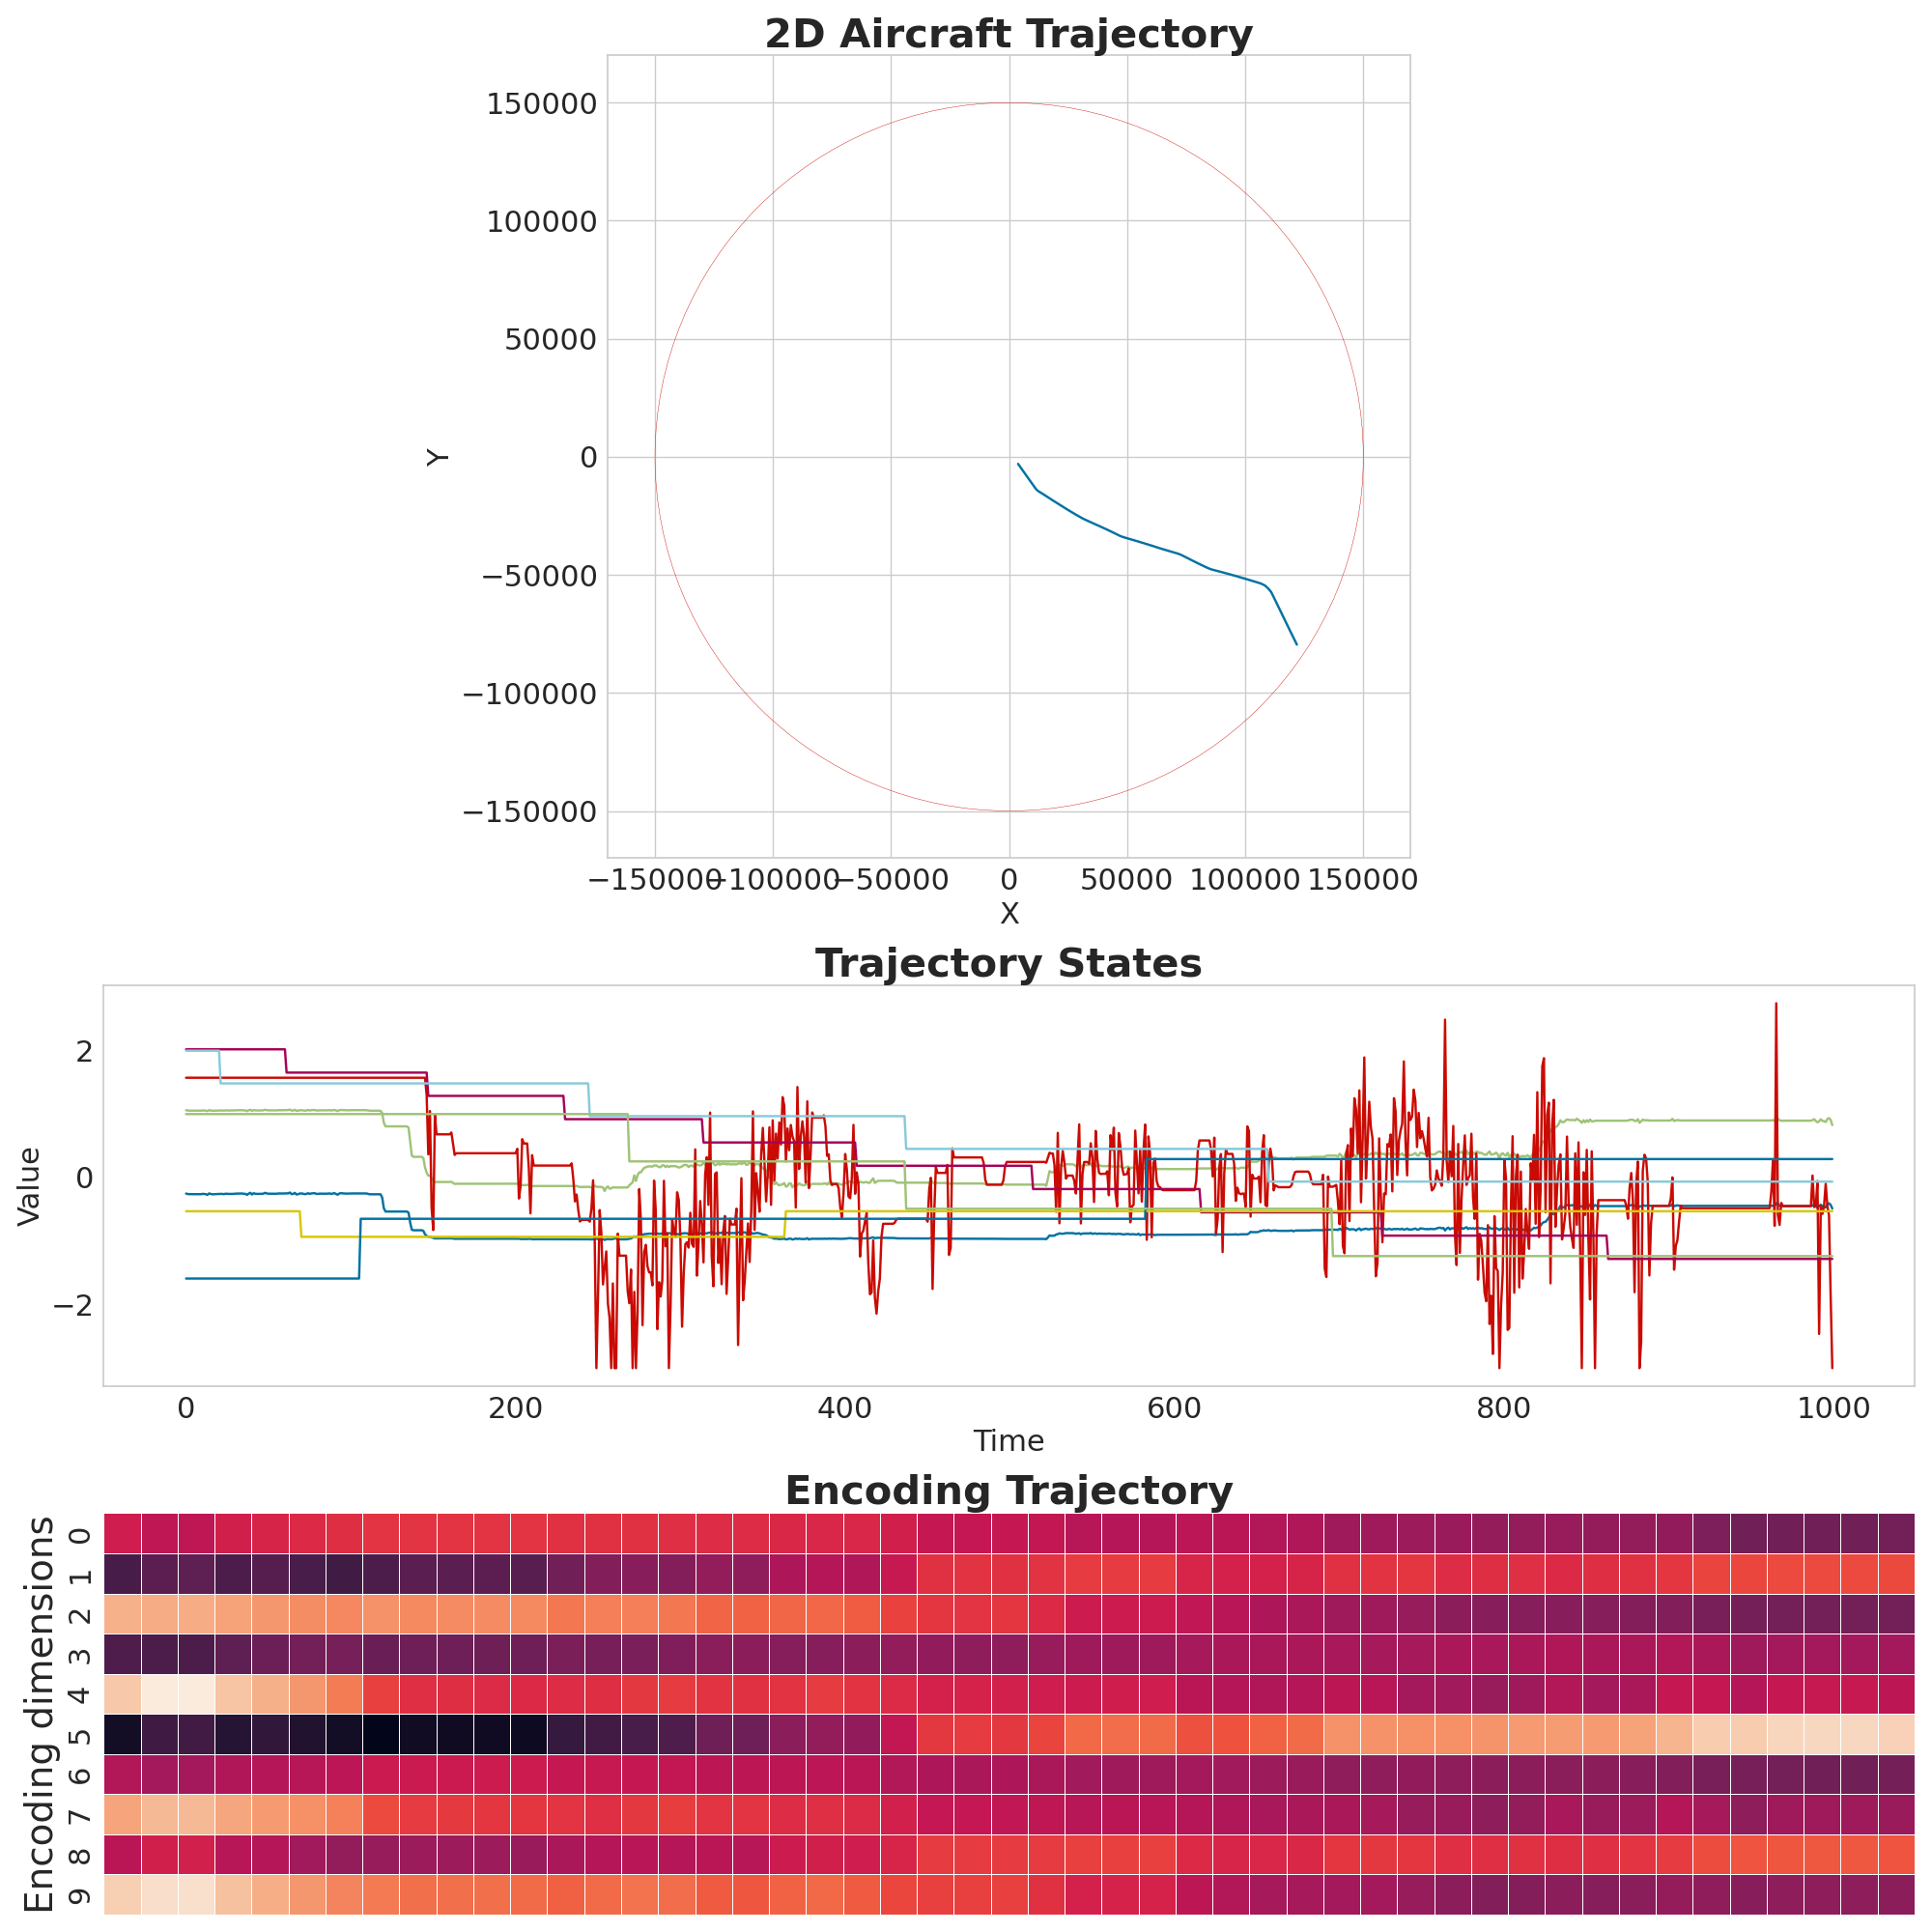 2D Aircraft Trajectory
150000
100000
50000
0
−50000
−100000
−150000
Y
−150000 −100000 −50000 0 50000 100000 150000
X
Trajectory States
2
0
−2
Value
0 200 400 600 800 1000
Time
Encoding Trajectory
Encoding dimensions
0
1
2
3
4
5
6
7
8
9